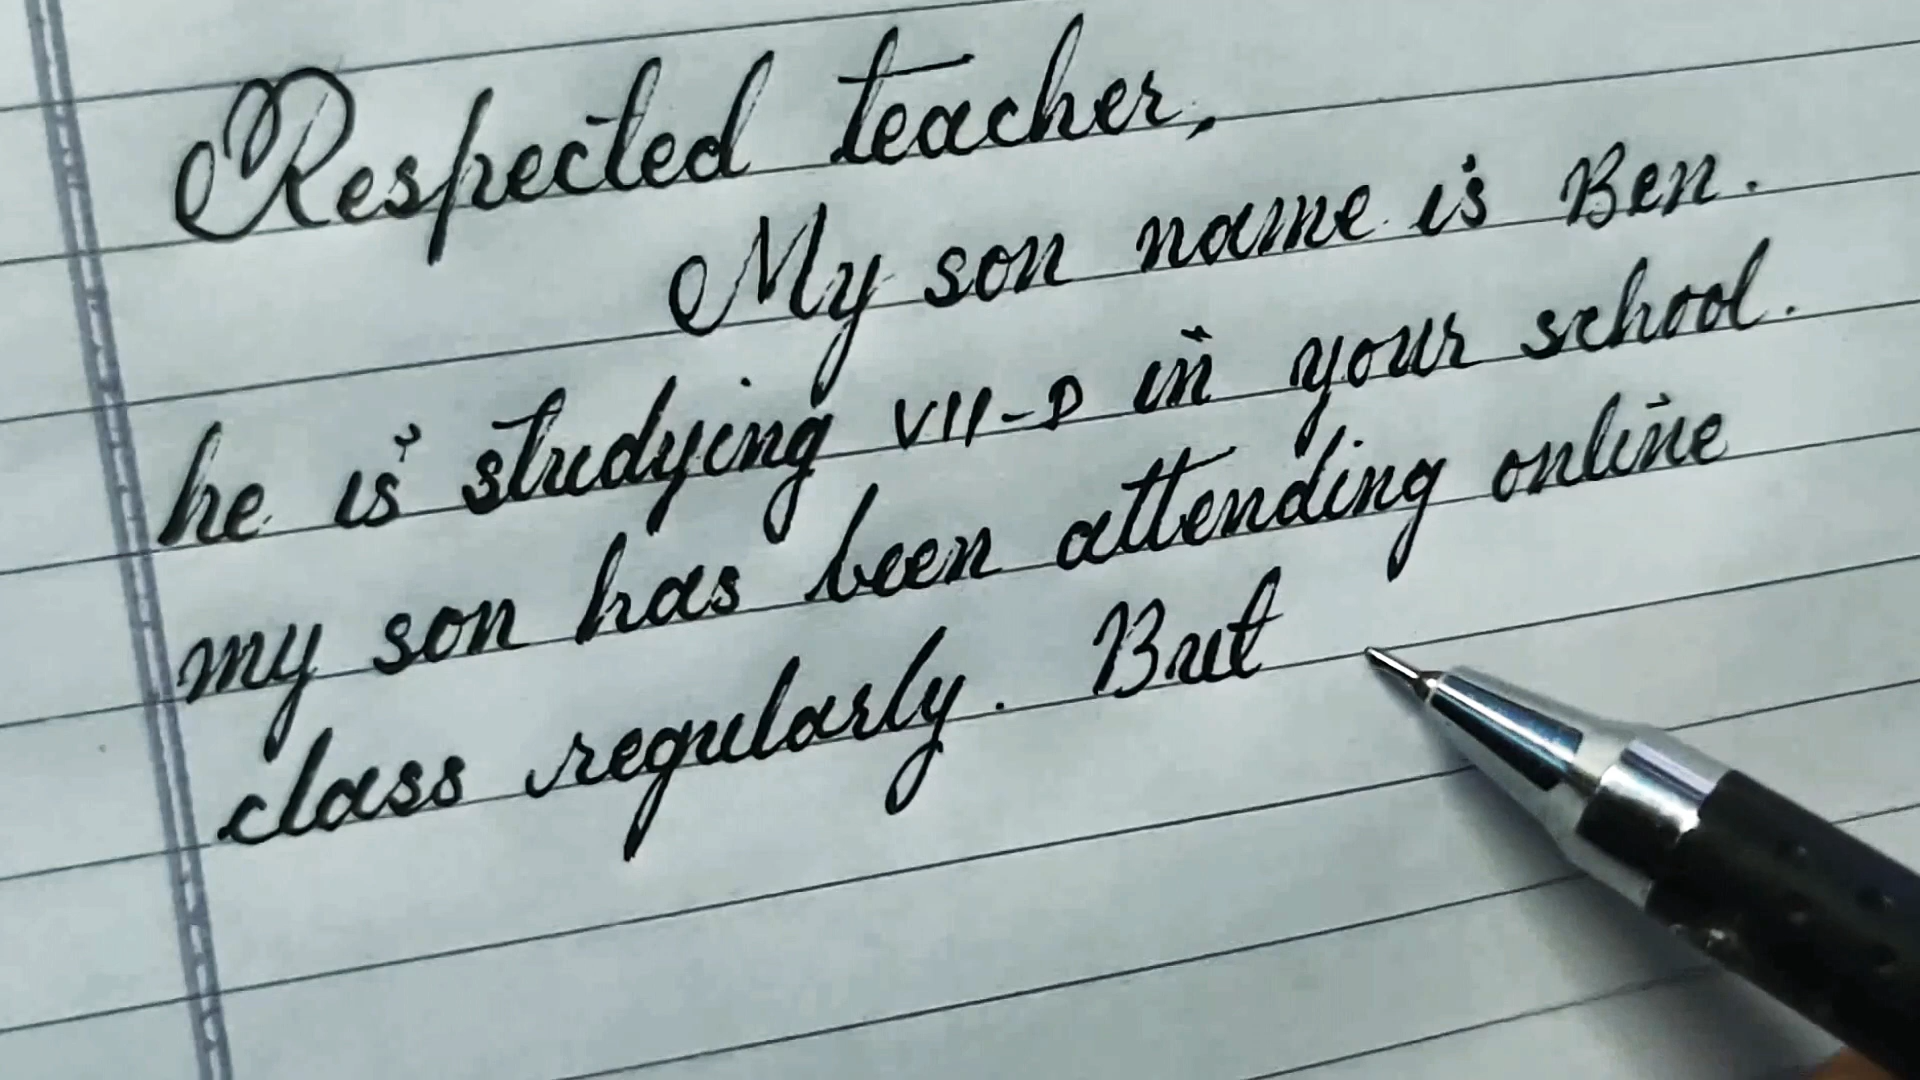 Respected teacher,
My son name is Ben.
he is studying VII-D in your school.
my son has been attending online
class regularly. But